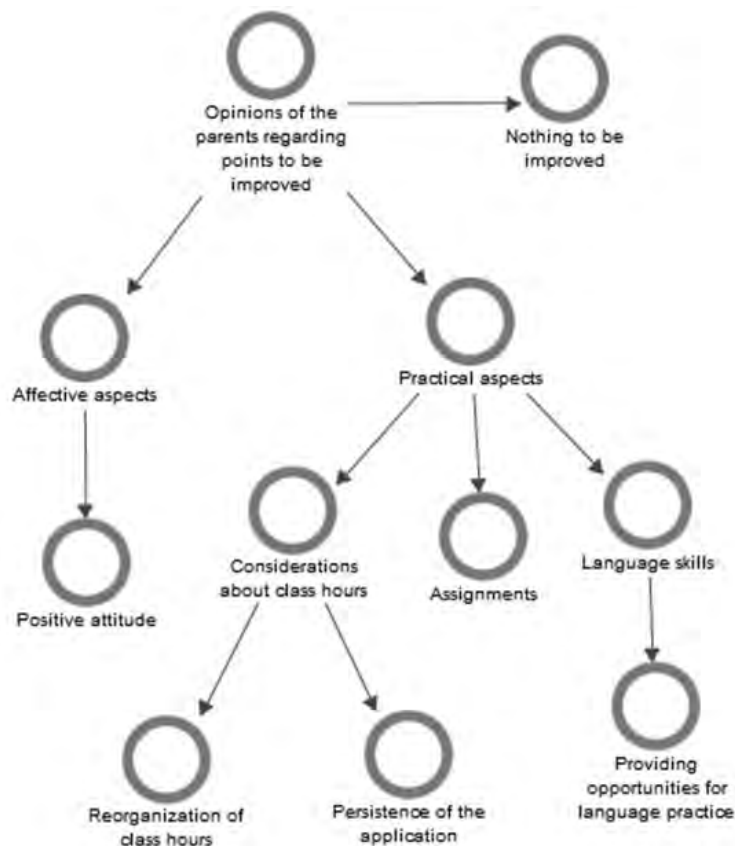 Opinions of the
parents regarding
points to be
improved
Nothing to be
improved
Affective aspects
Practical aspects
Positive attitude
Considerations
about class hours
Assignments
Language skills
Reorganization of
class hours
Persistence of the
application
Providing
opportunities for
language practice